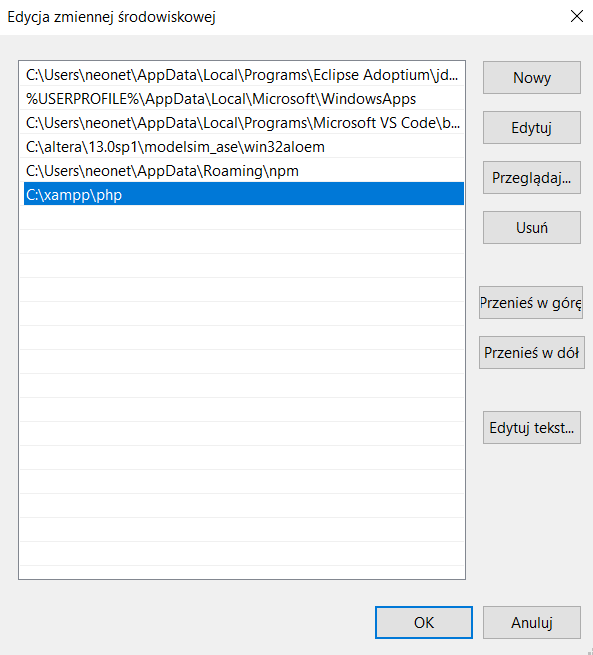 Edycja zmiennej środowiskowej
C:\Users\neonet\AppData\Local\Programs\Eclipse Adoptium\jd...
%USERPROFILE%\AppData\Local\Microsoft\WindowsApps
C:\Users\neonet\AppData\Local\Programs\Microsoft VS Code\b...
C:\altera\13.0sp1\modelsim_ase\win32aloem
C:\Users\neonet\AppData\Roaming\npm
C:\xampp\php
Nowy
Edytuj
Przeglądaj...
Usuń
Przenieś w górę
Przenieś w dół
Edytuj tekst...
OK
Anuluj